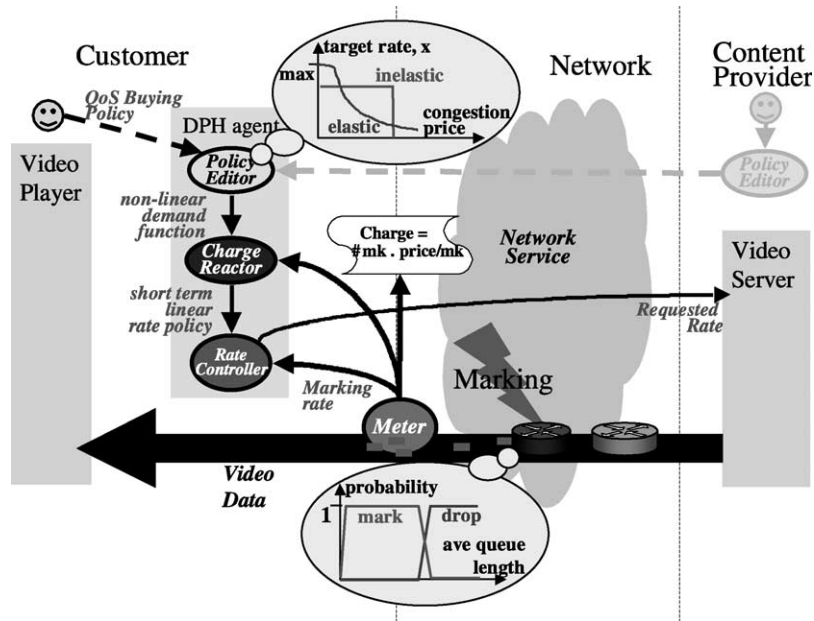 Customer
Network
Content
Provider
QoS Buying
Policy
DPH agent
target rate, x
max
inelastic
elastic
congestion
price
Video
Player
Policy
Editor
Policy
Editor
non-linear
demand
function
Charge =
#mk . price/mk
Network
Service
Charge
Reactor
Video
Server
short term
linear
rate policy
Requested
Rate
Rate
Controller
Marking
rate
Marking
Meter
Video
Data
probability
1
mark
drop
ave queue
length